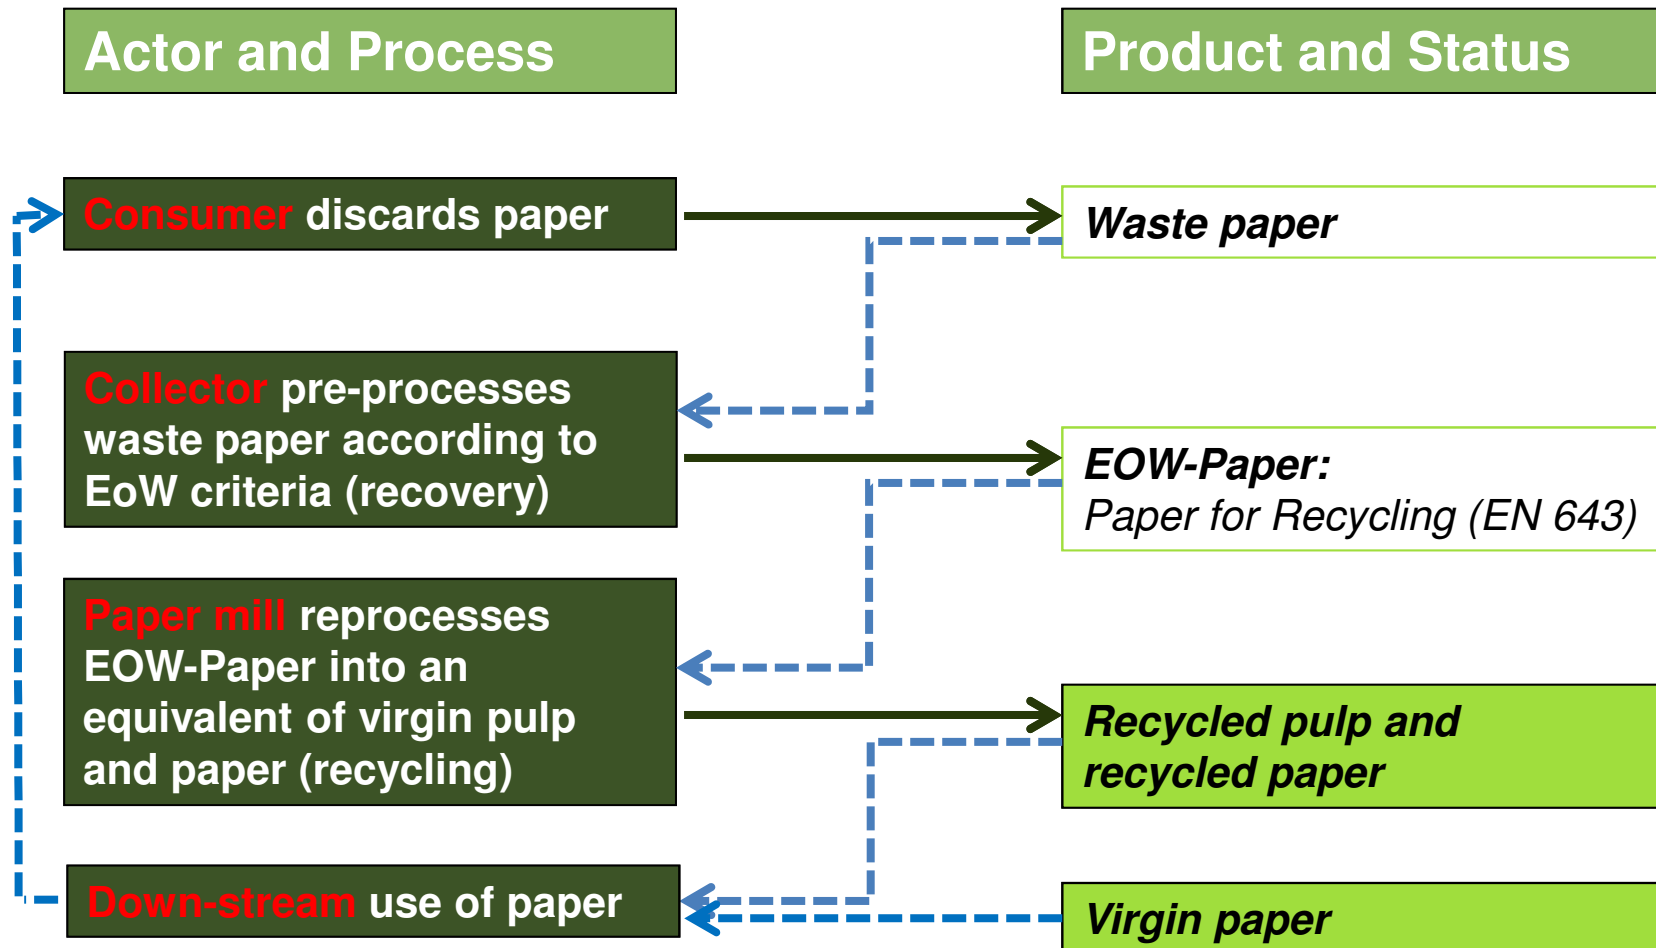 Actor and Process
Product and Status
Consumer discards paper
Waste paper
Collector pre-processes
waste paper according to
EoW criteria (recovery)
EOW-Paper:
Paper for Recycling (EN 643)
Paper mill reprocesses
EOW-Paper into an
equivalent of virgin pulp
and paper (recycling)
Recycled pulp and
recycled paper
Down-stream use of paper
Virgin paper